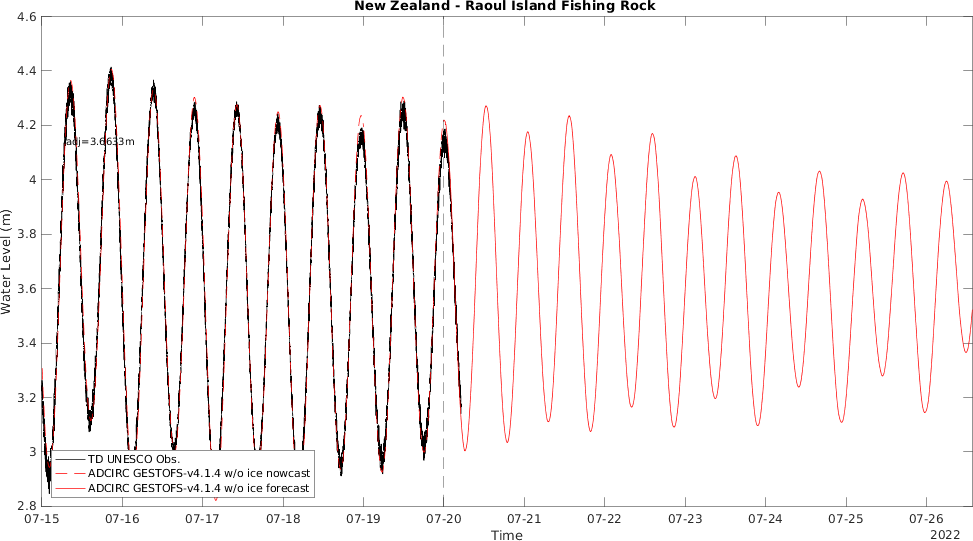 New Zealand - Raoul Island Fishing Rock
4.6
4.4
4.2
4
3.8
3.6
3.4
3.2
3
2.8
Water Level (m)
adj=3.6633m
TD UNESCO Obs.
ADCIRC GESTOFS-v4.1.4 w/o ice nowcast
ADCIRC GESTOFS-v4.1.4 w/o ice forecast
07-15 07-16 07-17 07-18 07-19 07-20 07-21 07-22 07-23 07-24 07-25 07-26
Time
2022